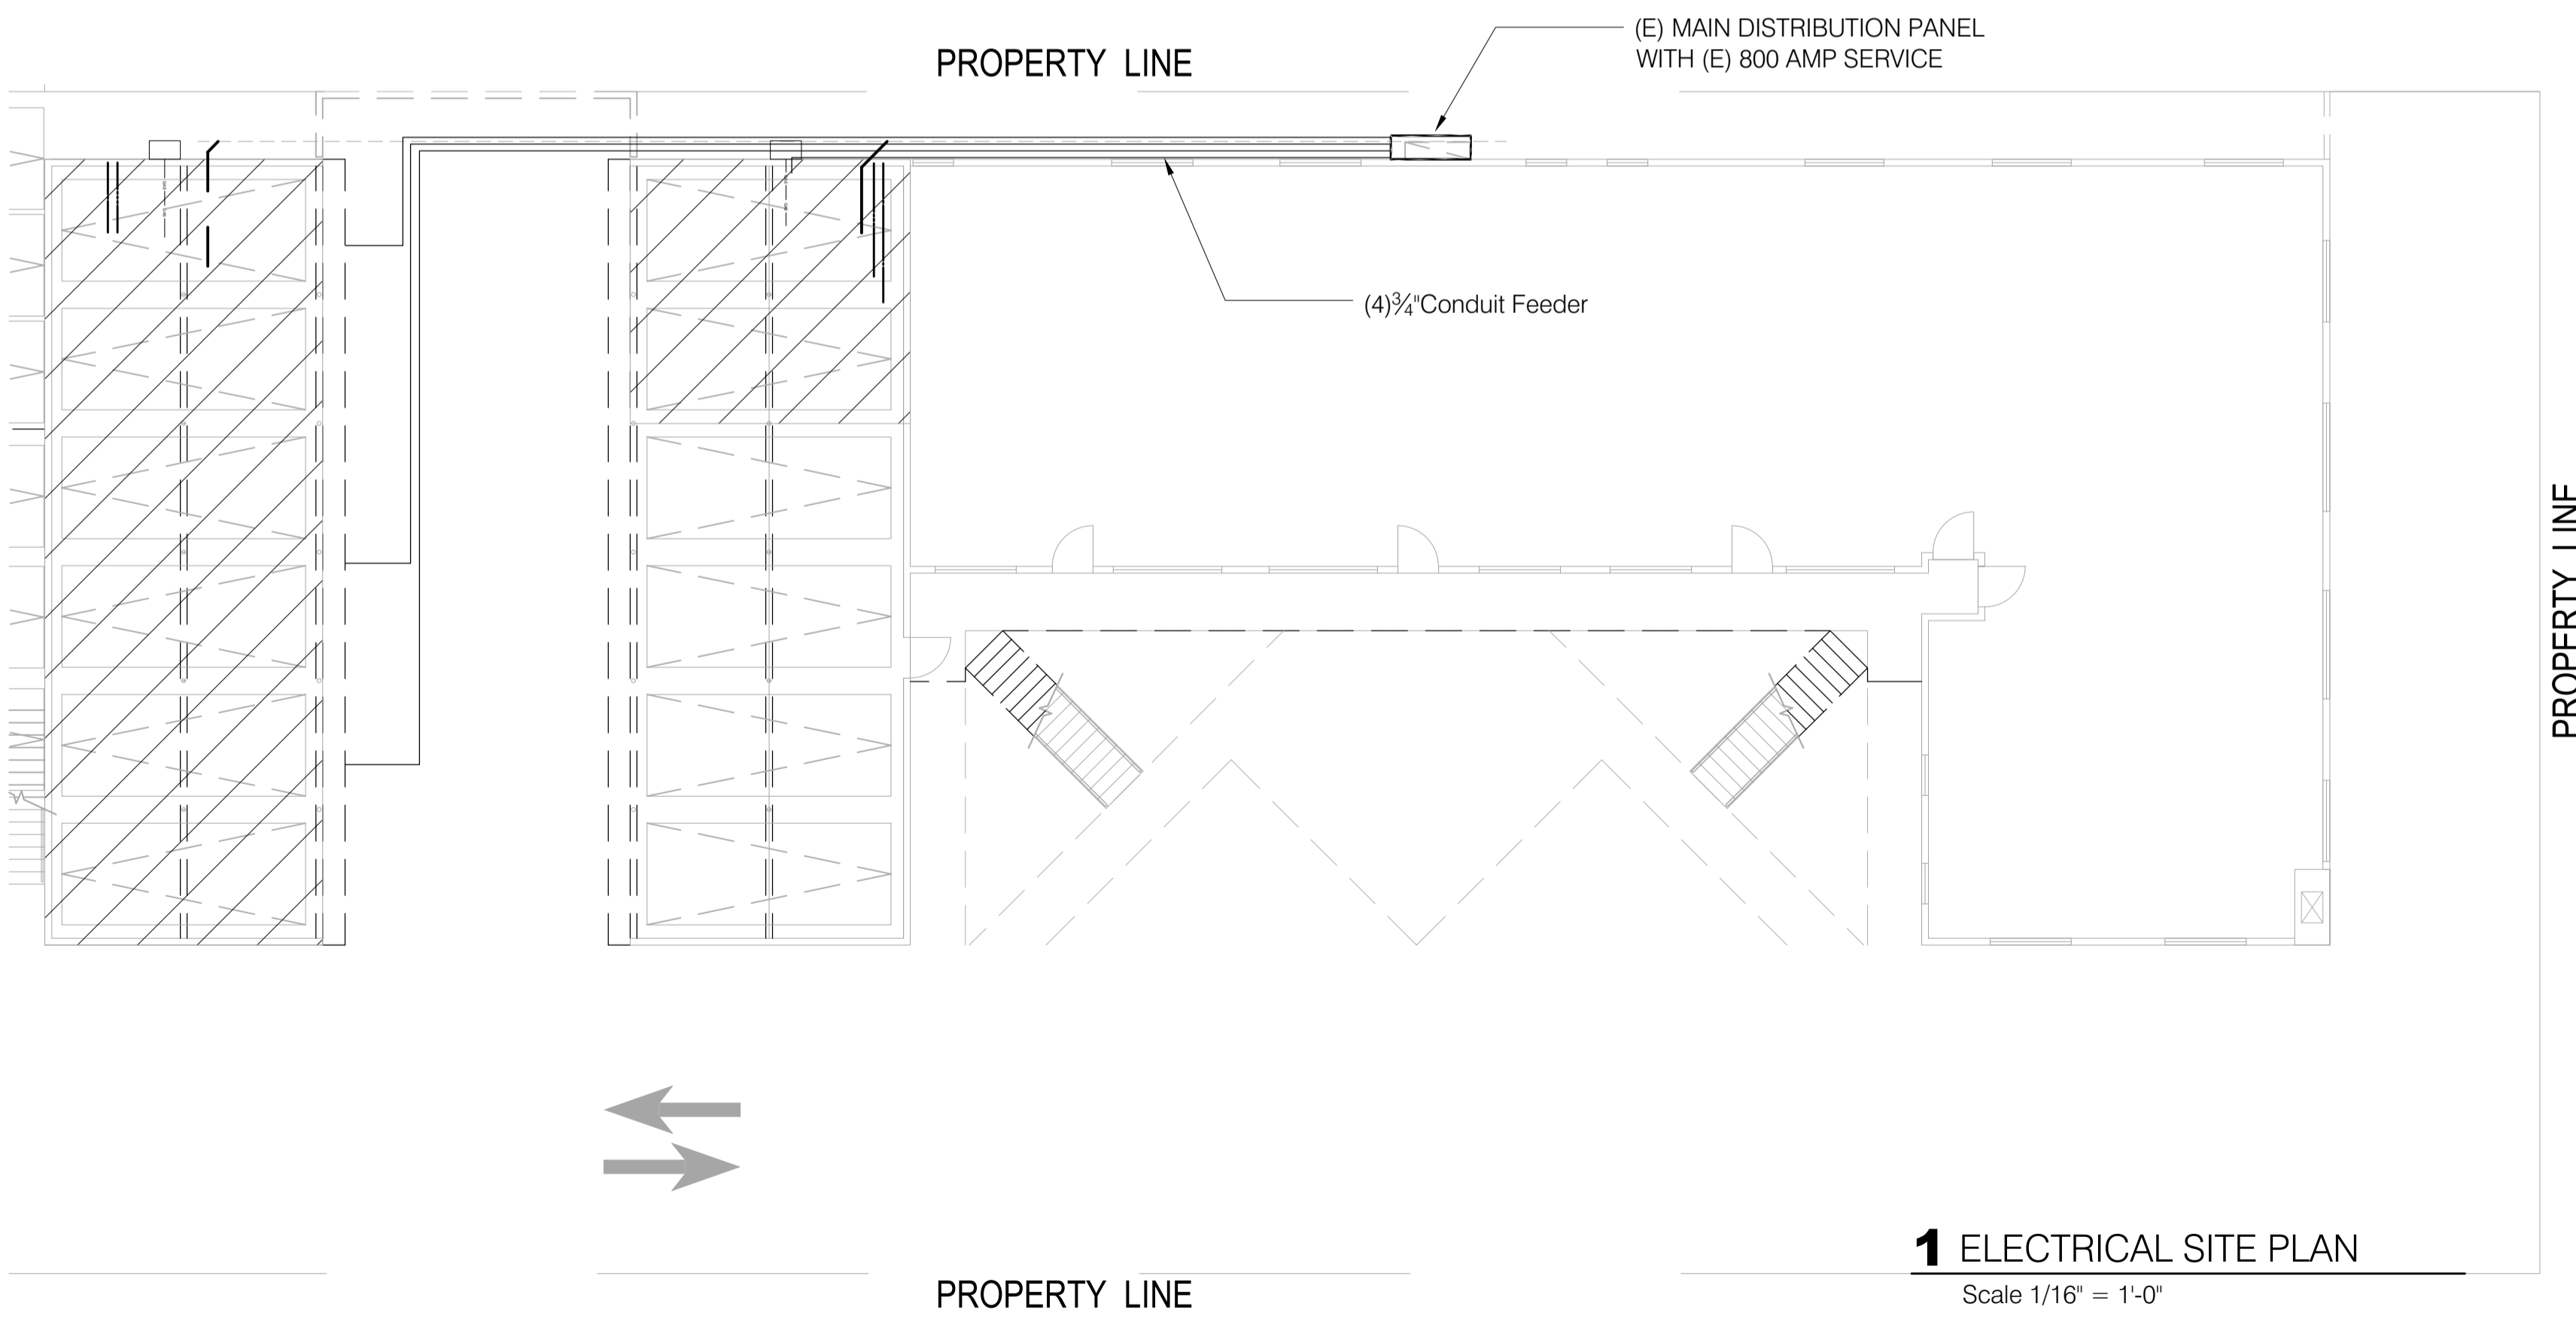 (E) MAIN DISTRIBUTION PANEL
WITH (E) 800 AMP SERVICE
PROPERTY LINE
(4)¾"Conduit Feeder
PROPERTY LINE
1 ELECTRICAL SITE PLAN
Scale 1/16" = 1'-0"
PROPERTY LINE